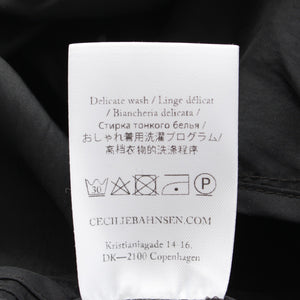 Delicate wash / Linge délicat
/ Biancheria delicata /
Стирка тонкого белья /
おしゃれ着用洗濯プログラム/
高档衣物的洗涤程序
30 P
CECILIEBAHNSEN.COM
Kristianiagade 14-16.
DK—2100 Copenhagen